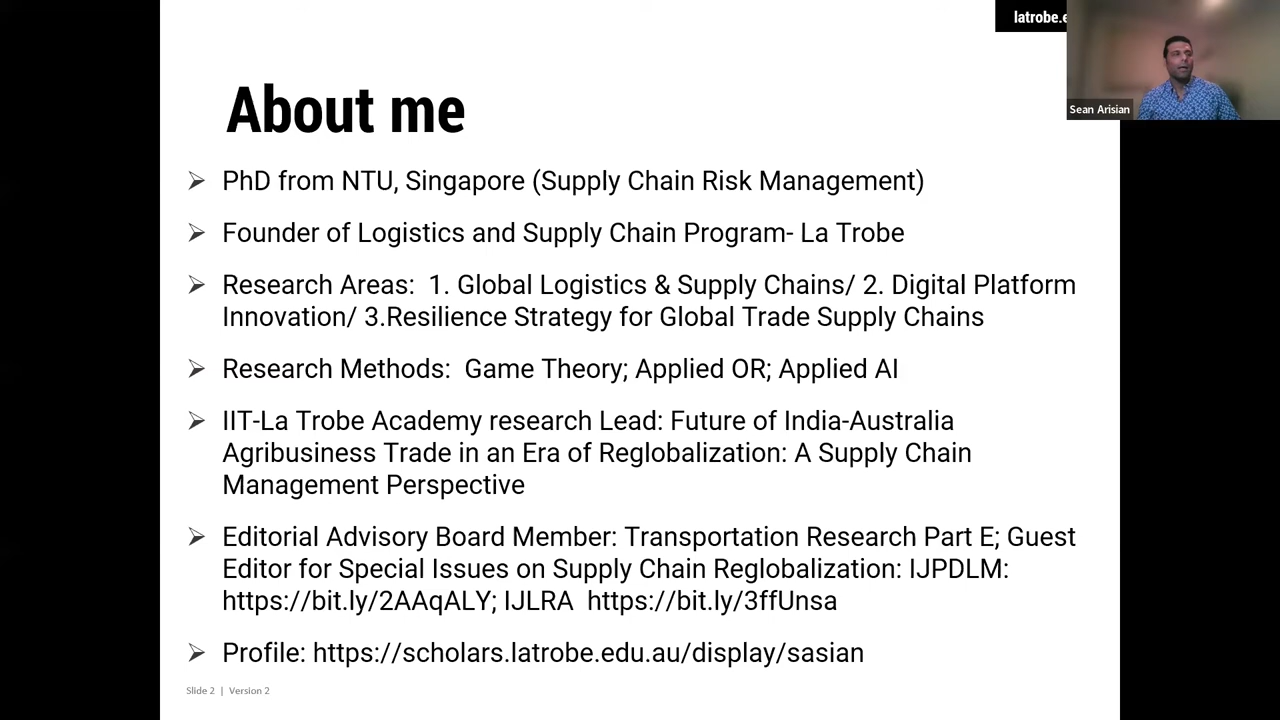 latrobe.e
Sean Arisian
About me
➢ PhD from NTU, Singapore (Supply Chain Risk Management)
➢ Founder of Logistics and Supply Chain Program- La Trobe
➢ Research Areas:  1. Global Logistics & Supply Chains/ 2. Digital Platform
Innovation/ 3.Resilience Strategy for Global Trade Supply Chains
➢ Research Methods:  Game Theory; Applied OR; Applied AI
➢ IIT-La Trobe Academy research Lead: Future of India-Australia
Agribusiness Trade in an Era of Reglobalization: A Supply Chain
Management Perspective
➢ Editorial Advisory Board Member: Transportation Research Part E; Guest
Editor for Special Issues on Supply Chain Reglobalization: IJPDLM:
https://bit.ly/2AAqALY; IJLRA  https://bit.ly/3ffUnsa
➢ Profile: https://scholars.latrobe.edu.au/display/sasian
Slide 2 | Version 2